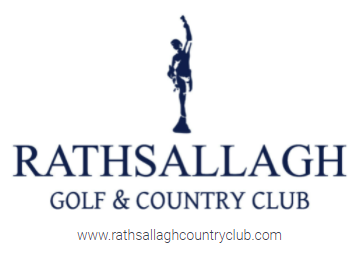 RATHSALLAGH
GOLF & COUNTRY CLUB
www.rathsallaghcountryclub.com